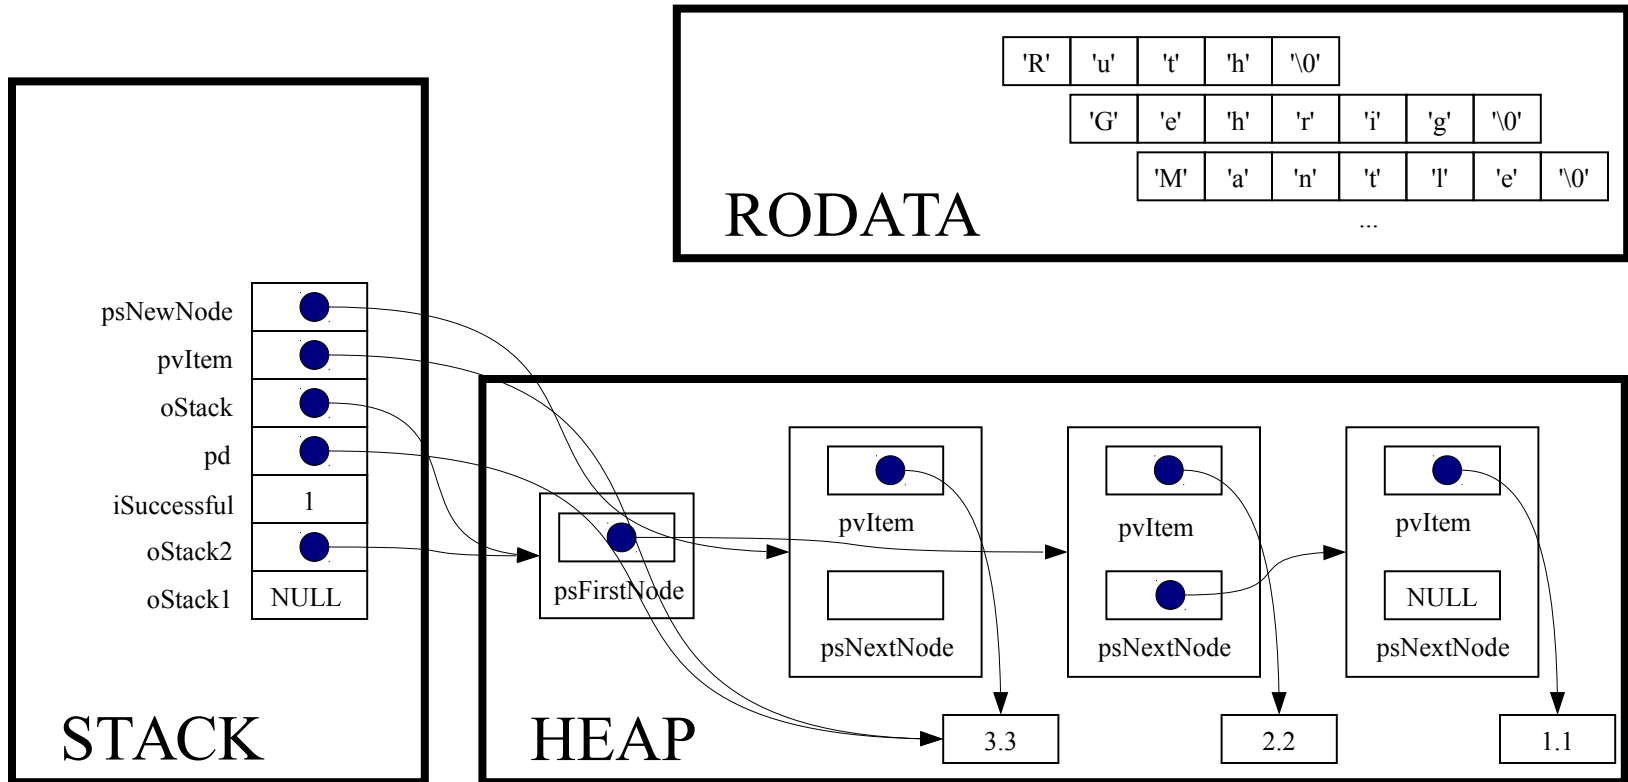 'R' 'u' 't' 'h' '\0'
'G' 'e' 'h' 'r' 'i' 'g' '\0'
'M' 'a' 'n' 't' 'l' 'e' '\0'
...
RODATA
psNewNode
pvItem
oStack
pd
iSuccessful 1
oStack2
oStack1 NULL
STACK
psFirstNode
pvItem
psNextNode
pvItem
psNextNode
pvItem
NULL
psNextNode
3.3
2.2
1.1
HEAP